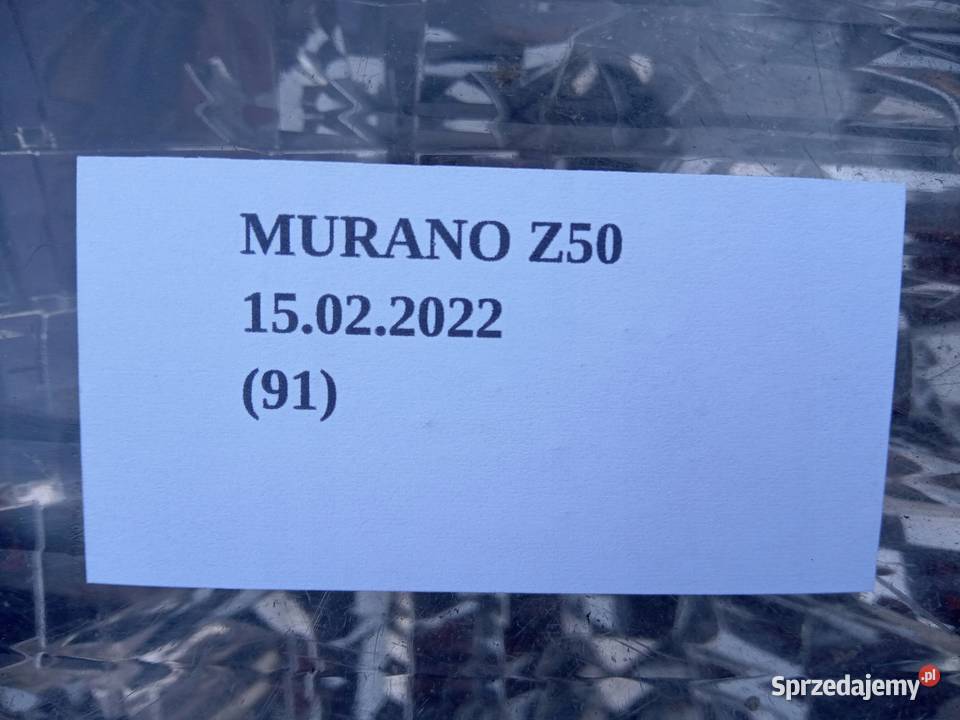 MURANO Z50
15.02.2022
(91)
Sprzedajemy.pl